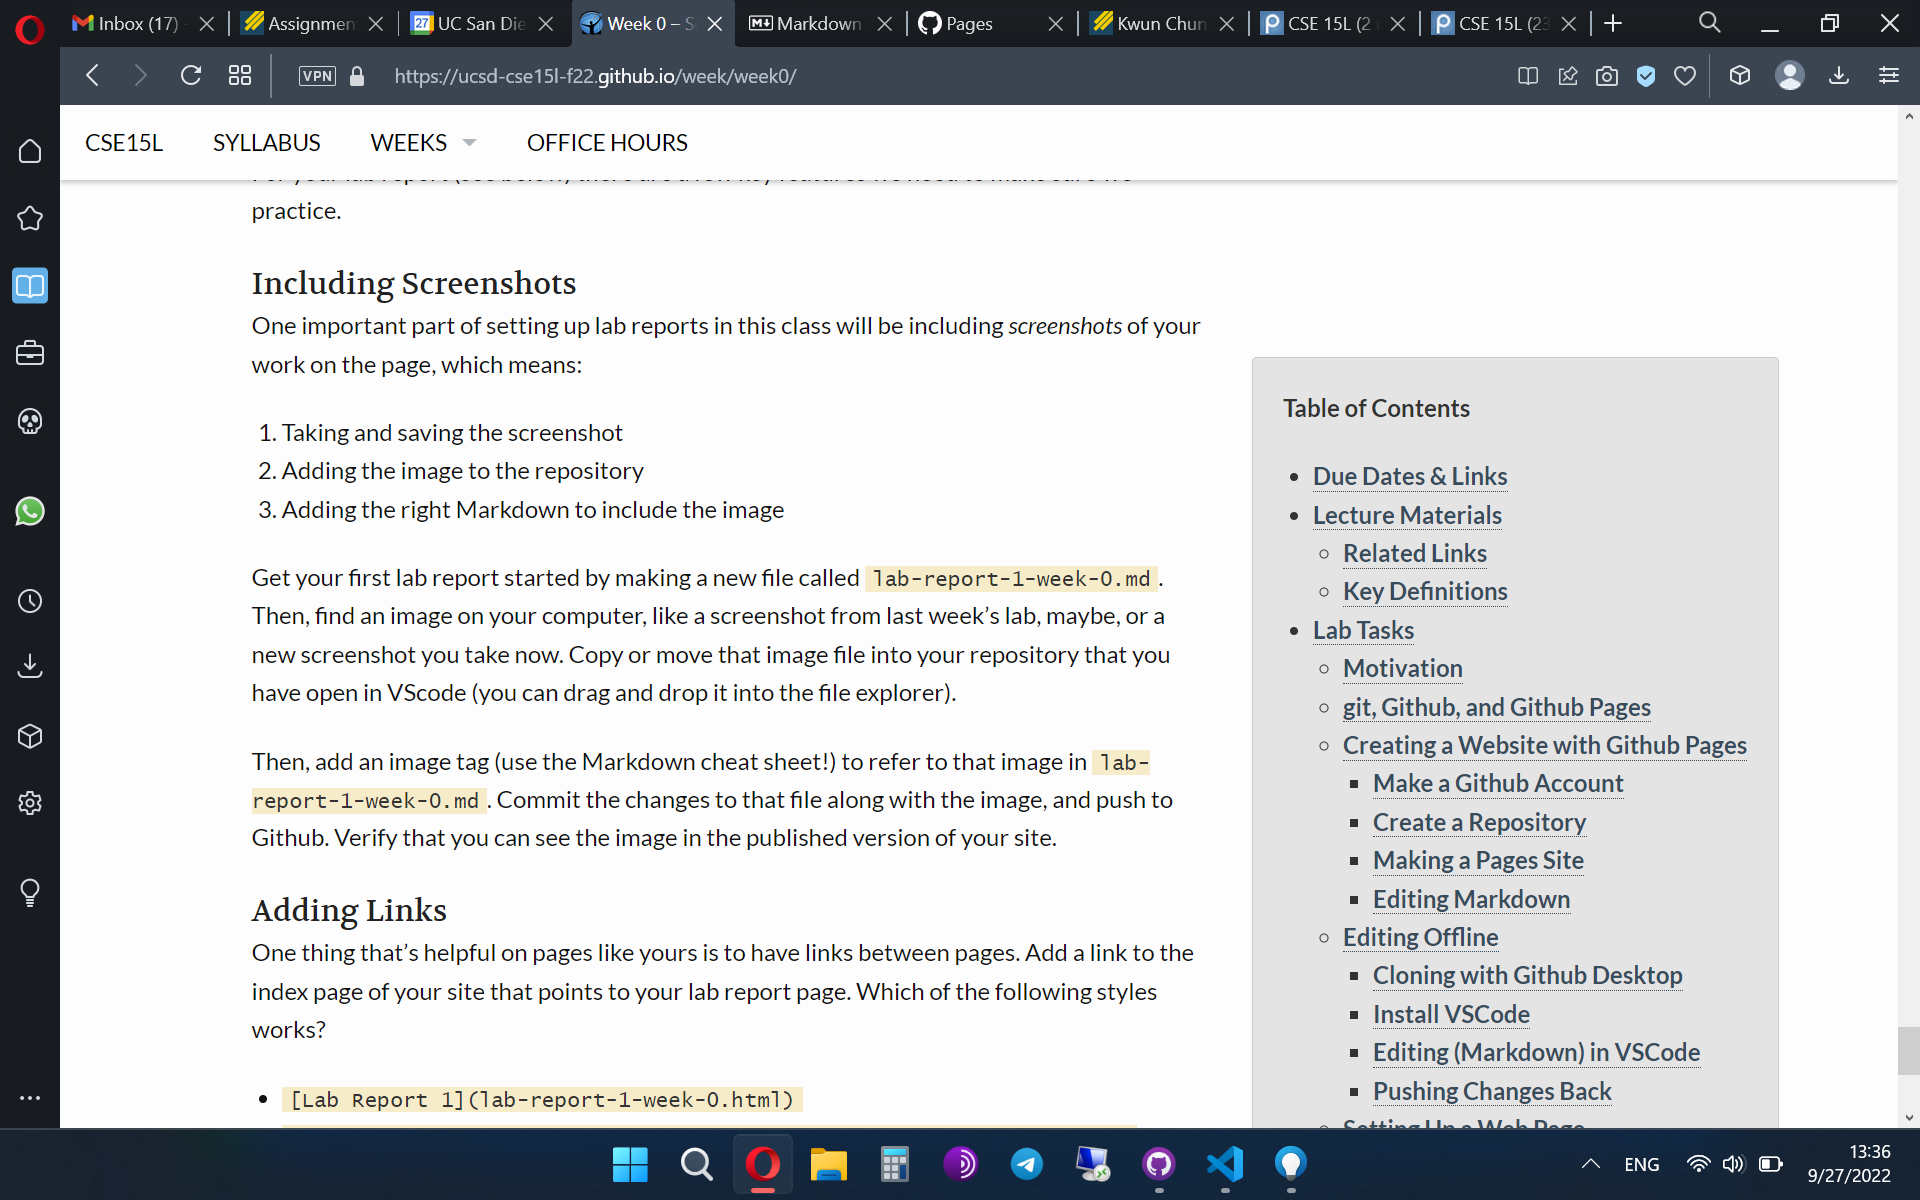 Inbox (17)
Assignmen
27 UC San Die
Week 0 – S
Markdown
Pages
Kwun Chun
CSE 15L (2
CSE 15L (23
VPN https://ucsd-cse15l-f22.github.io/week/week0/
CSE15L SYLLABUS WEEKS OFFICE HOURS
practice.
Including Screenshots
One important part of setting up lab reports in this class will be including screenshots of your
work on the page, which means:
1. Taking and saving the screenshot
2. Adding the image to the repository
3. Adding the right Markdown to include the image
Get your first lab report started by making a new file called lab-report-1-week-0.md.
Then, find an image on your computer, like a screenshot from last week’s lab, maybe, or a
new screenshot you take now. Copy or move that image file into your repository that you
have open in VScode (you can drag and drop it into the file explorer).
Then, add an image tag (use the Markdown cheat sheet!) to refer to that image in lab-
report-1-week-0.md. Commit the changes to that file along with the image, and push to
Github. Verify that you can see the image in the published version of your site.
Adding Links
One thing that’s helpful on pages like yours is to have links between pages. Add a link to the
index page of your site that points to your lab report page. Which of the following styles
works?
[Lab Report 1](lab-report-1-week-0.html)
Table of Contents
Due Dates & Links
Lecture Materials
Related Links
Key Definitions
Lab Tasks
Motivation
git, Github, and Github Pages
Creating a Website with Github Pages
Make a Github Account
Create a Repository
Making a Pages Site
Editing Markdown
Editing Offline
Cloning with Github Desktop
Install VSCode
Editing (Markdown) in VSCode
Pushing Changes Back
Setting Up a Web Page
ENG
13:36
9/27/2022